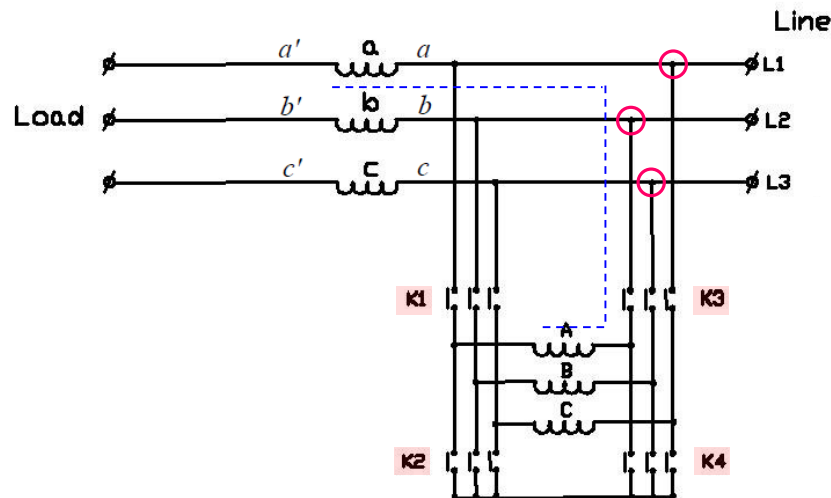 Line
a' a a L1
Load b' b b L2
c' c c L3
K1 K3
A
B
C
K2 K4